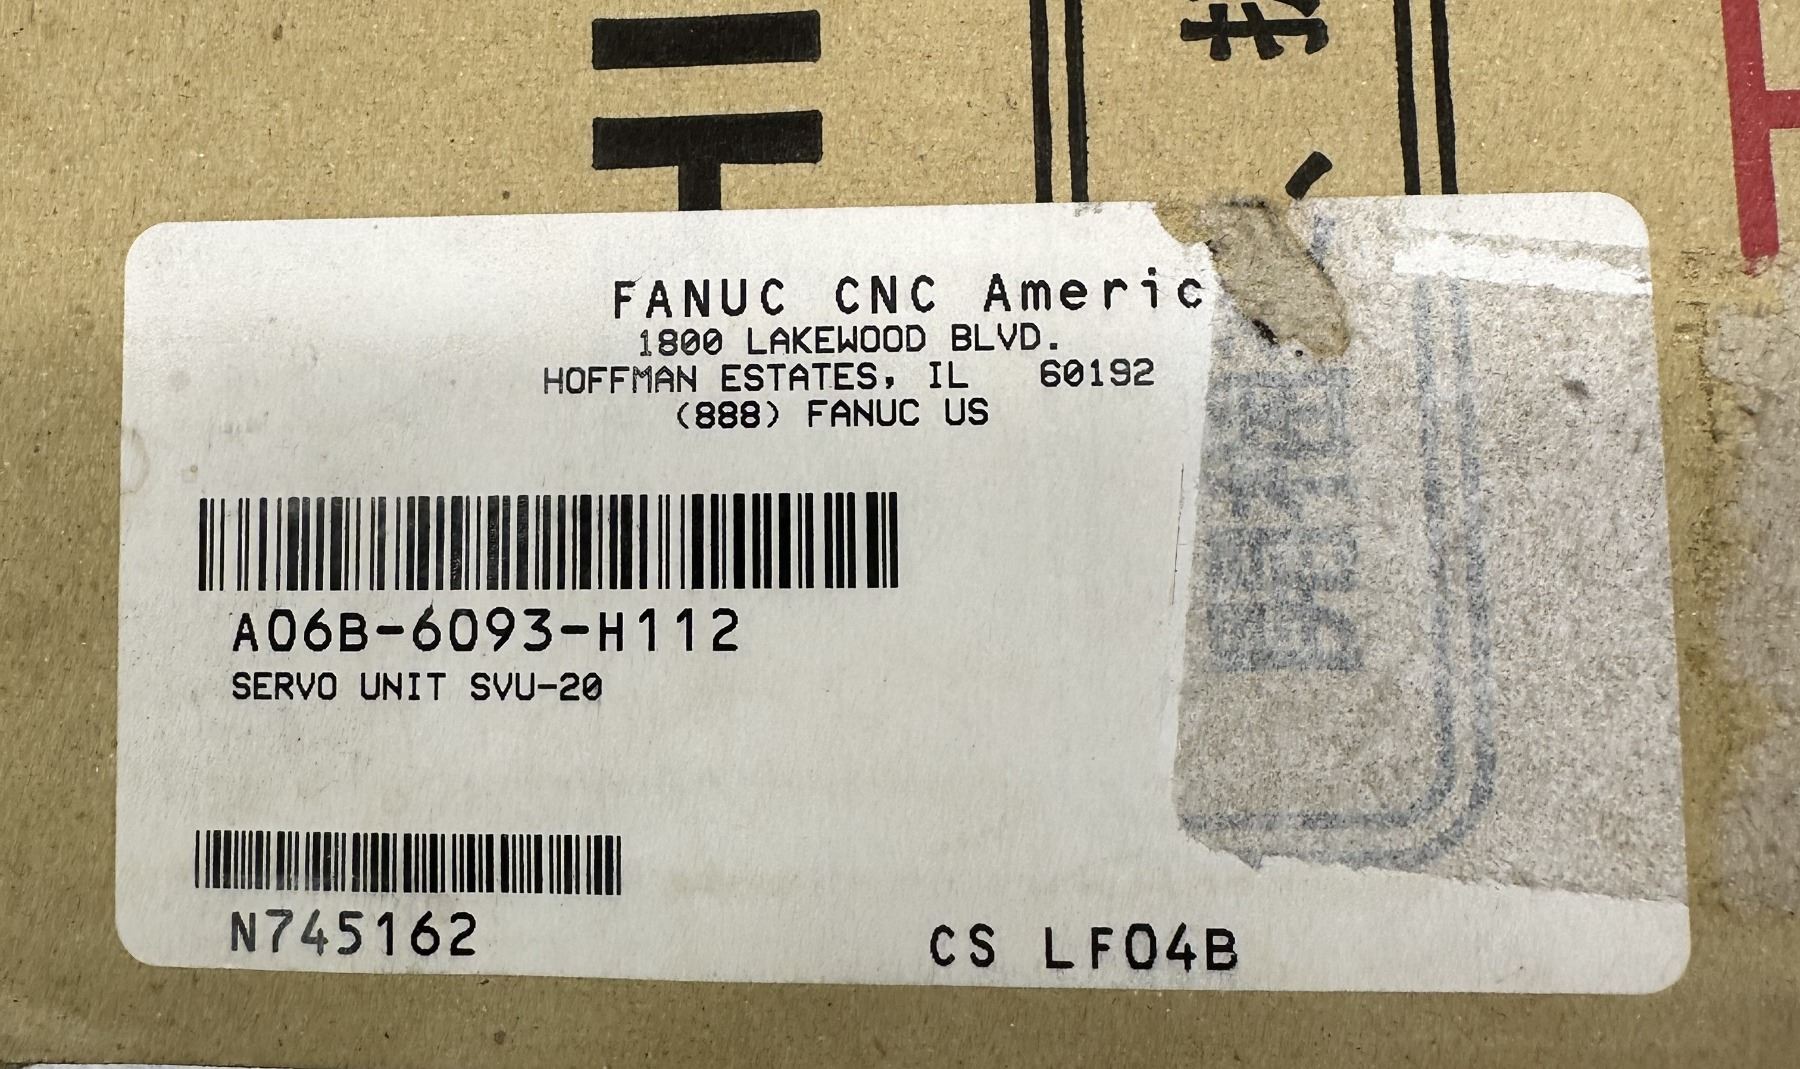 FANUC CNC Americ
1800 LAKEWOOD BLVD.
HOFFMAN ESTATES, IL 60192
(888) FANUC US
A06B-6093-H112
SERVO UNIT SVU-20
N745162
CS LF04B